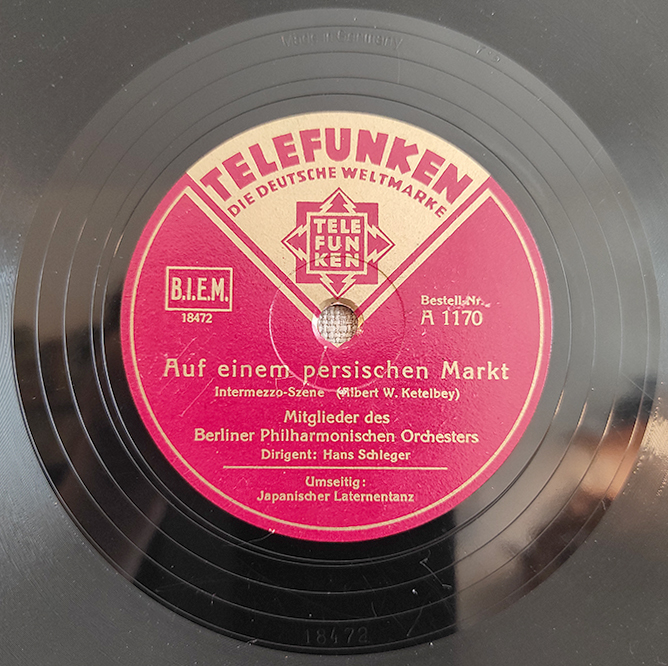 Made in Germany
TELEFUNKEN
DIE DEUTSCHE WELTMARKE
TELE
FUN
KEN
B.I.E.M.
18472
Bestell-Nr.
A 1170
Auf einem persischen Markt
Intermezzo-Szene (Albert W. Ketelbey)
Mitglieder des
Berliner Philharmonischen Orchesters
Dirigent: Hans Schleger
Umseitig:
Japanischer Laternentanz
18472